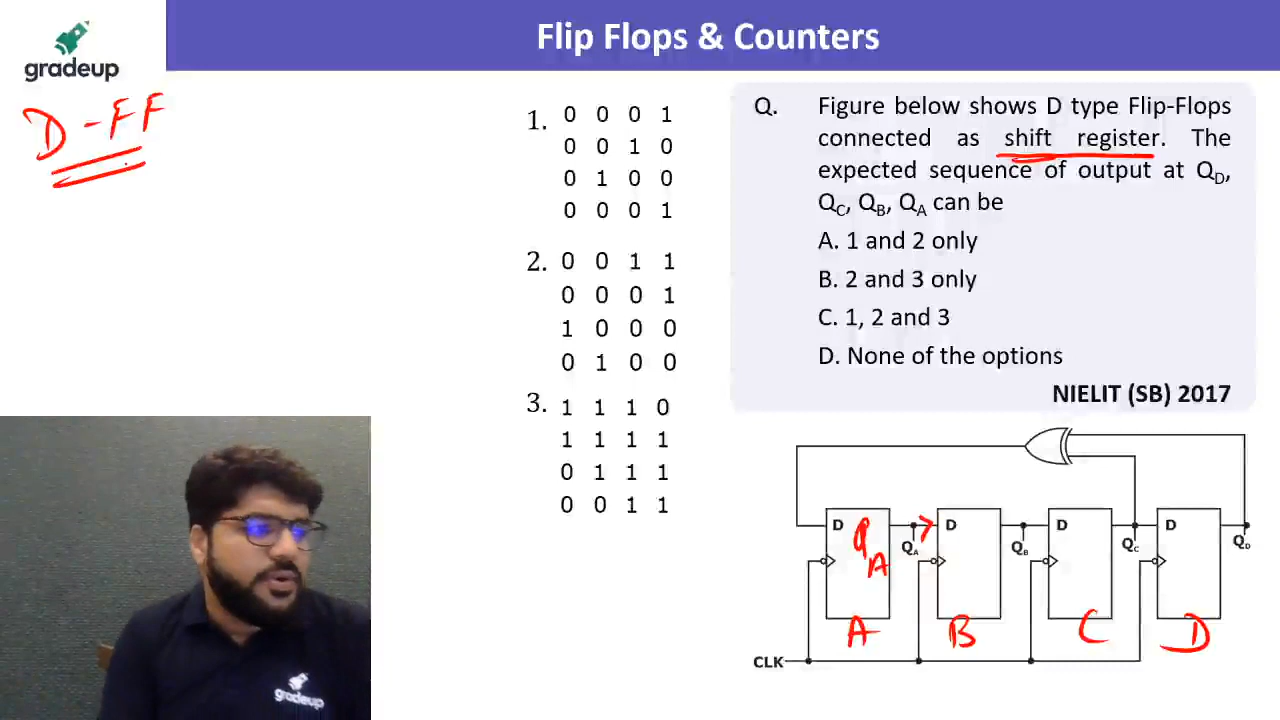 Flip Flops & Counters
gradeup
D - FF
1. 0 0 0 1
0 0 1 0
0 1 0 0
0 0 0 1
2. 0 0 1 1
0 0 0 1
1 0 0 0
0 1 0 0
3. 1 1 1 0
1 1 1 1
0 1 1 1
0 0 1 1
Q. Figure below shows D type Flip-Flops
connected as shift register. The
expected sequence of output at QD,
QC, QB, QA can be
A. 1 and 2 only
B. 2 and 3 only
C. 1, 2 and 3
D. None of the options
NIELIT (SB) 2017
D QA D D D
QA QB QC QD
A B C D
CLK
gradeup